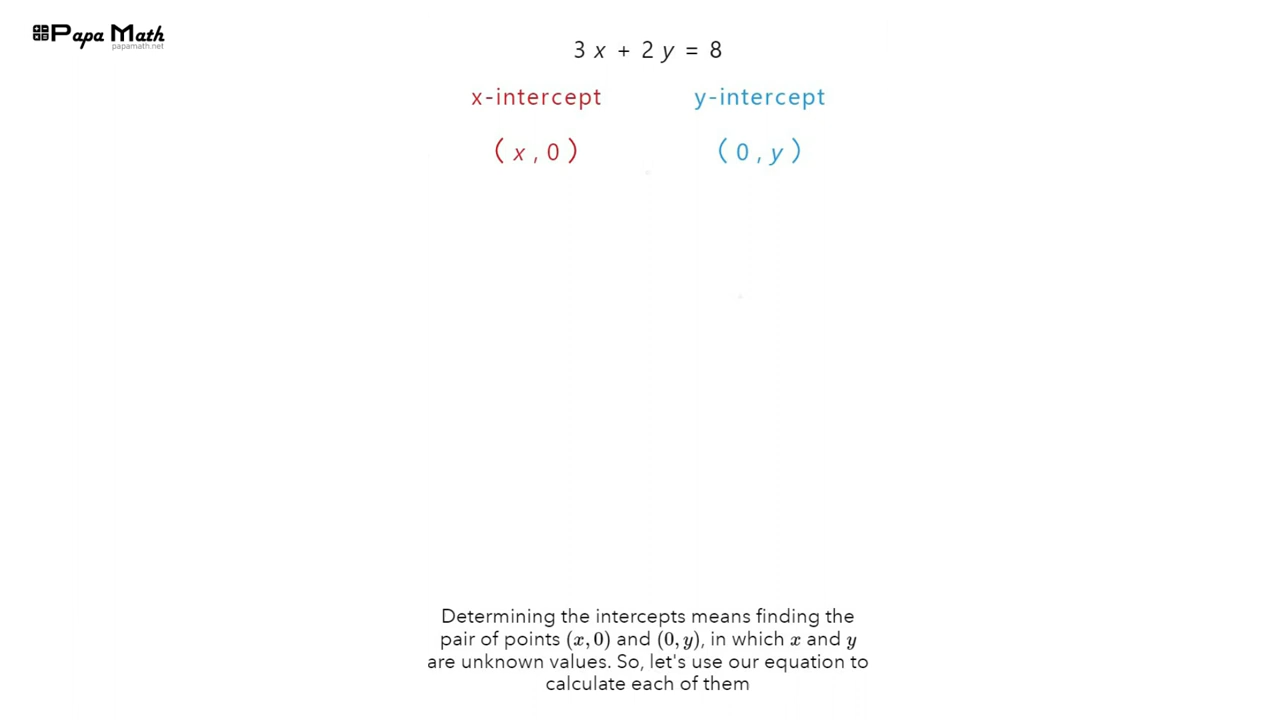 Papa Math
papamath.net
3 x + 2 y = 8
x-intercept y-intercept
( x , 0 ) ( 0 , y )
Determining the intercepts means finding the
pair of points (x, 0) and (0, y), in which x and y
are unknown values. So, let's use our equation to
calculate each of them